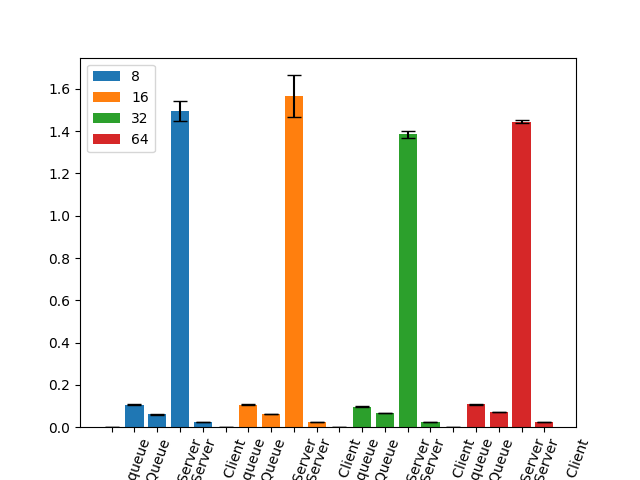 8
16
32
64
1.6
1.4
1.2
1.0
0.8
0.6
0.4
0.2
0.0
queue
Queue
Server
Server
Client
queue
Queue
Server
Server
Client
queue
Queue
Server
Server
Client
queue
Queue
Server
Server
Client